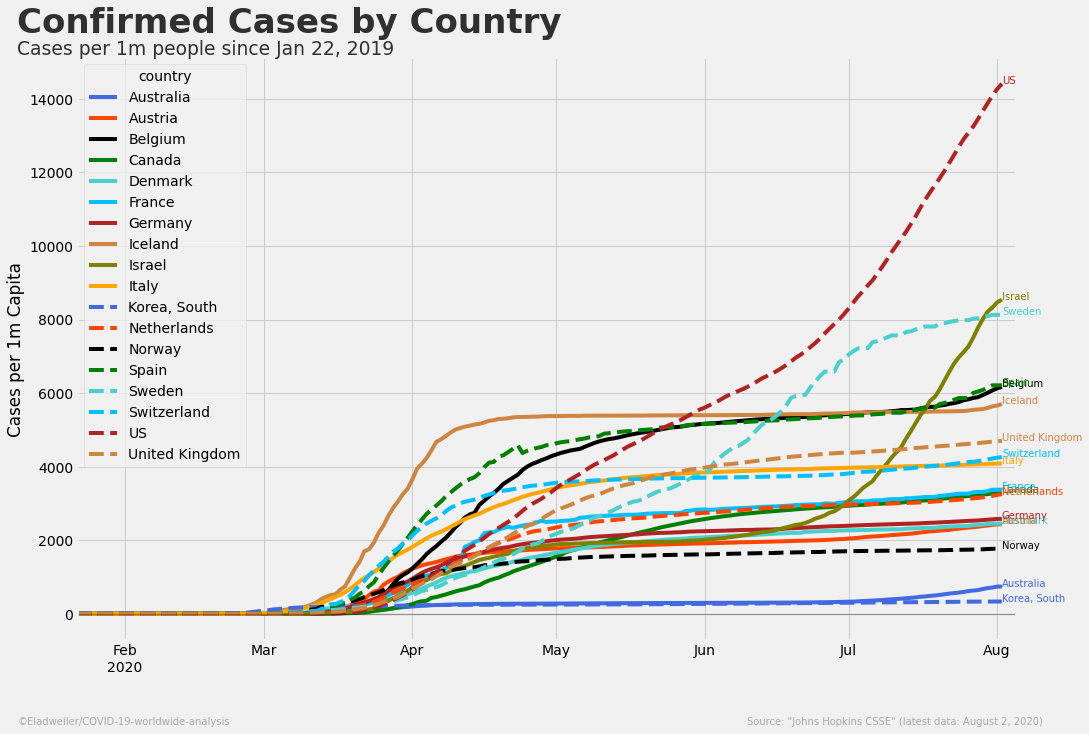 Confirmed Cases by Country
Cases per 1m people since Jan 22, 2019
country
Australia
Austria
Belgium
Canada
Denmark
France
Germany
Iceland
Israel
Italy
Korea, South
Netherlands
Norway
Spain
Sweden
Switzerland
US
United Kingdom
Cases per 1m Capita
14000
12000
10000
8000
6000
4000
2000
0
US
Israel
Sweden
Belgium
Iceland
United Kingdom
Switzerland
Italy
France
Netherlands
Germany
Norway
Australia
Korea, South
Feb
2020
Mar
Apr
May
Jun
Jul
Aug
©Eladweller/COVID-19-worldwide-analysis
Source: "Johns Hopkins CSSE" (latest data: August 2, 2020)